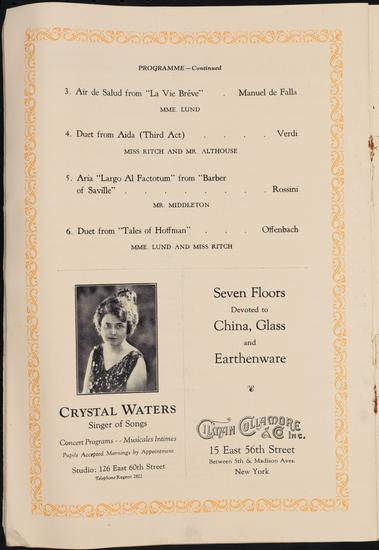 PROGRAMME—Continued
3. Air de Salud from "La Vie Brêve" . Manuel de Falla
MME. LUND
4. Duet from Aida (Third Act) . . . . Verdi
MISS RITCH AND MR. ALTHOUSE
5. Aria "Largo Al Factotum" from "Barber
of Saville" . . . . . . . . Rossini
MR. MIDDLETON
6. Duet from "Tales of Hoffman" . . . Offenbach
MME. LUND AND MISS RITCH
CRYSTAL WATERS
Singer of Songs
Concert Programs - - Musicales Intimes
Pupils Accepted Mornings by Appointment
Studio: 126 East 60th Street
Telephone Regent
Seven Floors
Devoted to
China, Glass
and
Earthenware
GILMAN COLLAMORE
& CO INC.
15 East 56th Street
Between 5th & Madison Aves.
New York